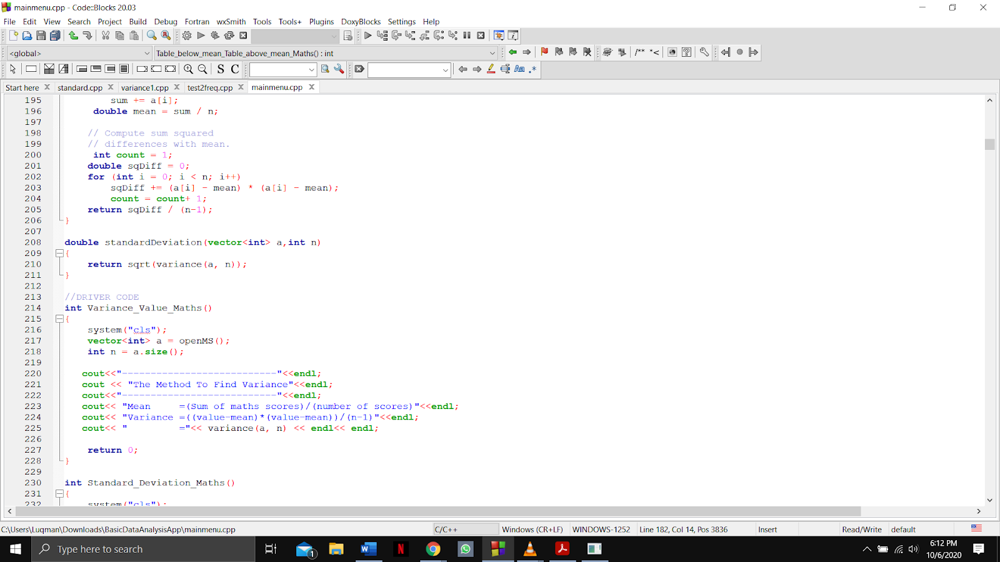 mainmenu.cpp - Code::Blocks 20.03
File Edit View Search Project Build Debug Fortran wxSmith Tools Tools+ Plugins DoxyBlocks Settings Help
<global> Table_below_mean_Table_above_mean_Maths() : int /** *<
S C Aa .*
Start here standard.cpp variance1.cpp test2freq.cpp mainmenu.cpp
195 sum += a[i];
196 double mean = sum / n;
197
198 // Compute sum squared
199 // differences with mean.
200 int count = 1;
201 double sqDiff = 0;
202 for (int i = 0; i < n; i++)
203 sqDiff += (a[i] - mean) * (a[i] - mean);
204 count = count+ 1;
205 return sqDiff / (n-1);
206 }
207
208 double standardDeviation(vector<int> a,int n)
209 {
210 return sqrt(variance(a, n));
211 }
212
213 //DRIVER CODE
214 int Variance_Value_Maths()
215 {
216 system("cls");
217 vector<int> a = openMS();
218 int n = a.size();
219
220 cout<<"---------------------------"<<endl;
221 cout << "The Method To Find Variance"<<endl;
222 cout<<"---------------------------"<<endl;
223 cout<< "Mean     =(Sum of maths scores)/(number of scores)"<<endl;
224 cout<< "Variance =((value-mean)*(value-mean))/(n-1)"<<endl;
225 cout<< "         ="<< variance(a, n) << endl<< endl;
226
227 return 0;
228 }
229
230 int Standard_Deviation_Maths()
231 {
232 system("cls");
C:\Users\Luqman\Downloads\BasicDataAnalysisApp\mainmenu.cpp C/C++ Windows (CR+LF) WINDOWS-1252 Line 182, Col 14, Pos 3836 Insert Read/Write default
Type here to search 1 6:12 PM
10/6/2020